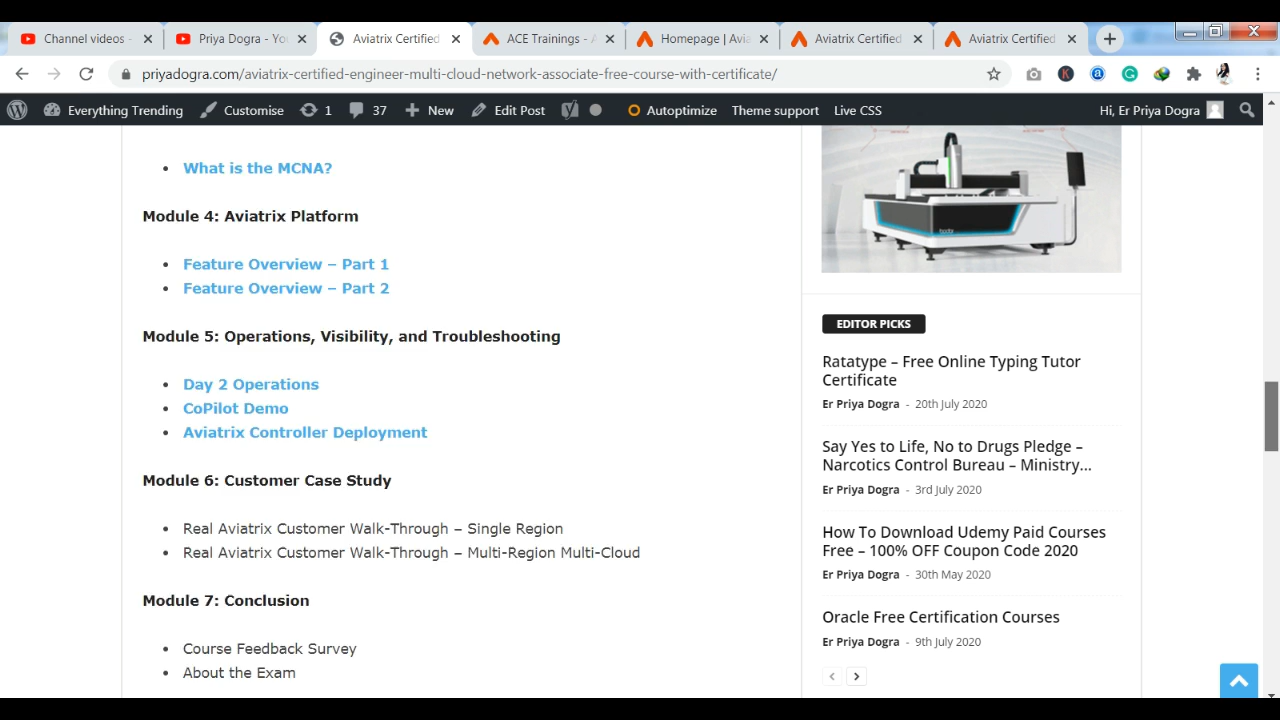 Channel videos -
Priya Dogra - Yo
Aviatrix Certified
ACE Trainings - A
Homepage | Avia
Aviatrix Certified
Aviatrix Certified
priyadogra.com/aviatrix-certified-engineer-multi-cloud-network-associate-free-course-with-certificate/
Everything Trending
Customise
1
37
New
Edit Post
Autoptimize
Theme support
Live CSS
Hi, Er Priya Dogra
What is the MCNA?
Module 4: Aviatrix Platform
Feature Overview – Part 1
Feature Overview – Part 2
Module 5: Operations, Visibility, and Troubleshooting
Day 2 Operations
CoPilot Demo
Aviatrix Controller Deployment
Module 6: Customer Case Study
Real Aviatrix Customer Walk-Through – Single Region
Real Aviatrix Customer Walk-Through – Multi-Region Multi-Cloud
Module 7: Conclusion
Course Feedback Survey
About the Exam
EDITOR PICKS
Ratatype – Free Online Typing Tutor
Certificate
Er Priya Dogra - 20th July 2020
Say Yes to Life, No to Drugs Pledge –
Narcotics Control Bureau – Ministry...
Er Priya Dogra - 3rd July 2020
How To Download Udemy Paid Courses
Free – 100% OFF Coupon Code 2020
Er Priya Dogra - 30th May 2020
Oracle Free Certification Courses
Er Priya Dogra - 9th July 2020